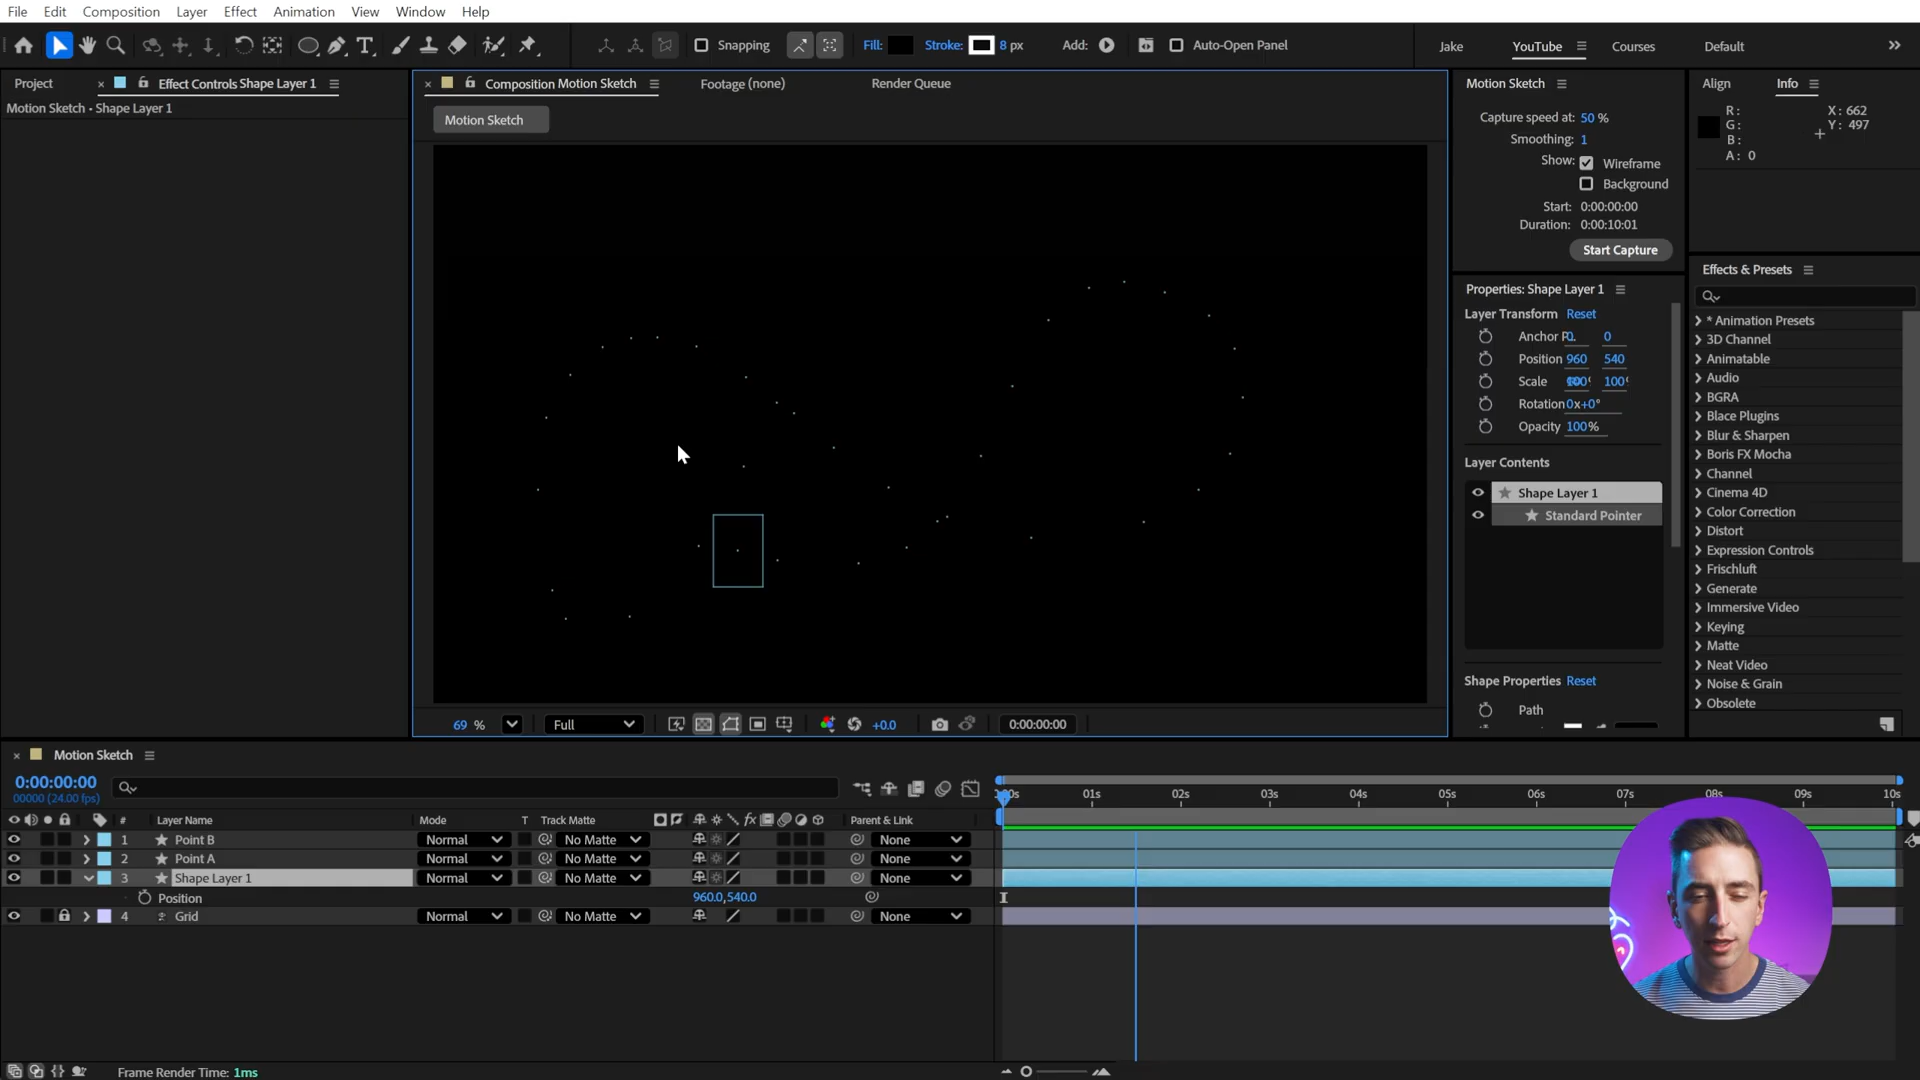 File Edit Composition Layer Effect Animation View Window Help
Snapping Fill: Stroke: 8 px Add: Auto-Open Panel Jake YouTube Courses Default
Project Effect Controls Shape Layer 1
Motion Sketch • Shape Layer 1
Composition Motion Sketch Footage (none) Render Queue
Motion Sketch
69 % Full +0.0 0:00:00:00
Motion Sketch
Capture speed at: 50 %
Smoothing: 1
Show: Wireframe
Background
Start: 0:00:00:00
Duration: 0:00:10:01
Start Capture
Properties: Shape Layer 1
Layer Transform Reset
Anchor P.. 0
Position 960 540
Scale 100
Rotation 0x+0°
Opacity 100%
Layer Contents
Shape Layer 1
Standard Pointer
Shape Properties Reset
Path
Align Info
R: X: 662
G: Y: 497
B:
A: 0
Effects & Presets
* Animation Presets
3D Channel
Animatable
Audio
BGRA
Blace Plugins
Blur & Sharpen
Boris FX Mocha
Channel
Cinema 4D
Color Correction
Distort
Expression Controls
Frischluft
Generate
Immersive Video
Keying
Matte
Neat Video
Noise & Grain
Obsolete
Motion Sketch
0:00:00:00
00000 (24.00 fps)
# Layer Name Mode T Track Matte fx Parent & Link
1 Point B Normal No Matte None
2 Point A Normal No Matte None
3 Shape Layer 1 Normal No Matte None
Position 960.0,540.0
4 Grid Normal No Matte None
01s 02s 03s 04s 05s 06s 07s 08s 09s 10s
Frame Render Time: 1ms